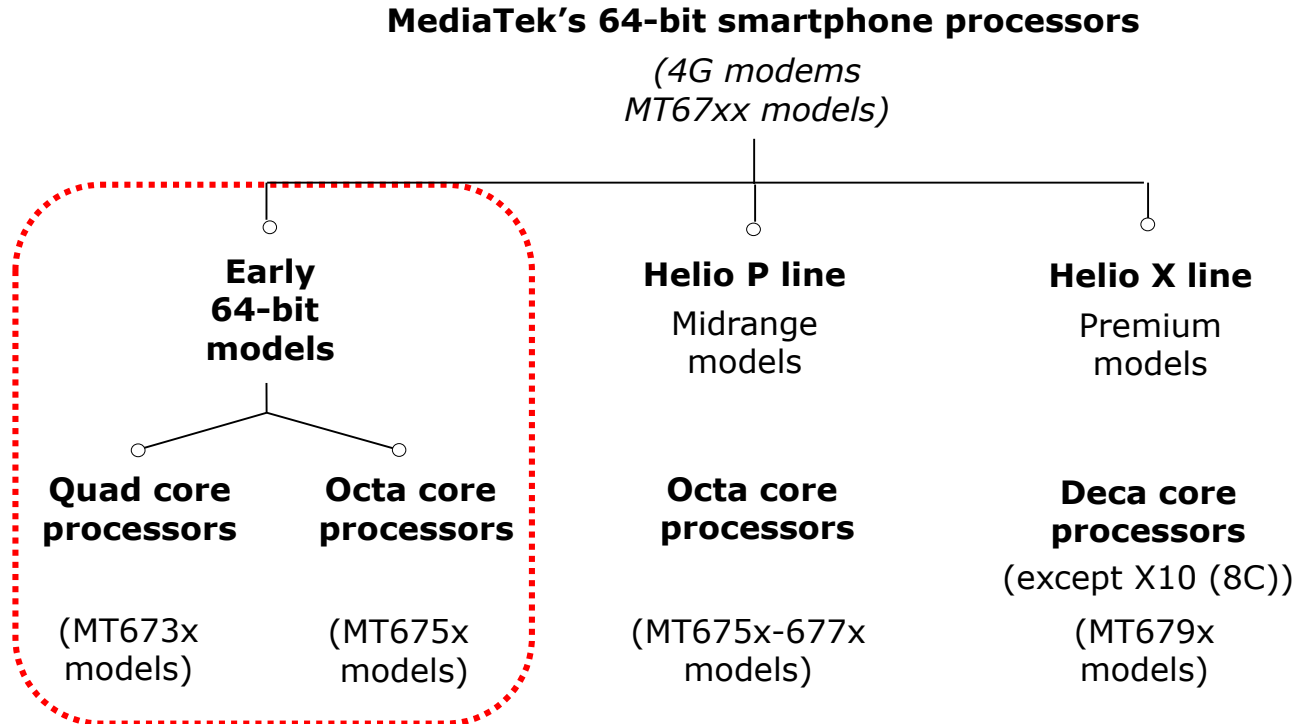 MediaTek’s 64-bit smartphone processors
(4G modems
MT67xx models)
Early
64-bit
models
Helio P line
Midrange
models
Helio X line
Premium
models
Quad core
processors
Octa core
processors
Octa core
processors
Deca core
processors
(except X10 (8C))
(MT673x
models)
(MT675x
models)
(MT675x-677x
models)
(MT679x
models)